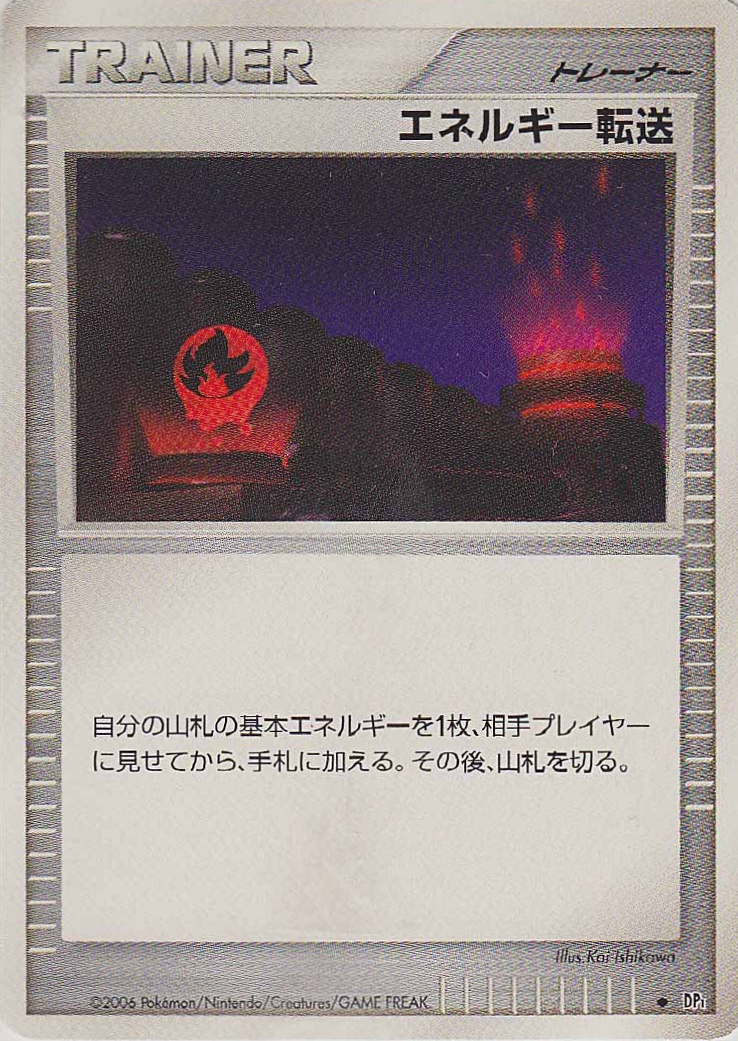 TRAINER
トレーナー
エネルギー転送
自分の山札の基本エネルギーを1枚、相手プレイヤー
に見せてから、手札に加える。その後、山札を切る。
Illus. Kai Ishikawa
©2006 Pokémon/Nintendo/Creatures/GAME FREAK.
● DP1